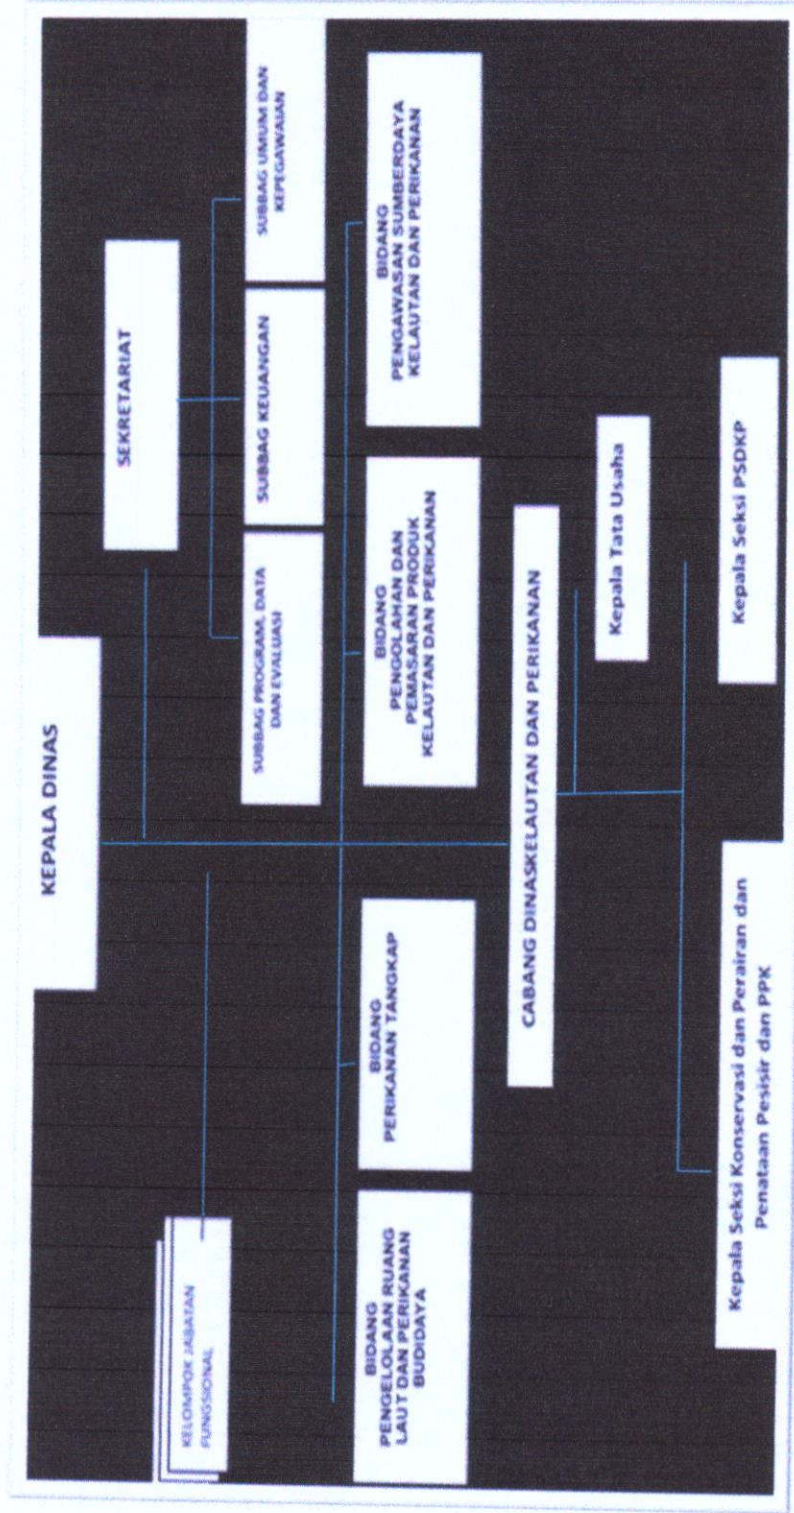 KEPALA DINAS
SEKRETARIAT
KELOMPOK JABATAN
FUNGSIONAL
SUBBAG PROGRAM, DATA
DAN EVALUASI
SUBBAG KEUANGAN
SUBBAG UMUM DAN
KEPEGAWAIAN
BIDANG
PENGELOLAAN RUANG
LAUT DAN PERIKANAN
BUDIDAYA
BIDANG
PERIKANAN TANGKAP
BIDANG
PENGOLAHAN DAN
PEMASARAN PRODUK
KELAUTAN DAN PERIKANAN
BIDANG
PENGAWASAN SUMBERDAYA
KELAUTAN DAN PERIKANAN
CABANG DINASKELAUTAN DAN PERIKANAN
Kepala Tata Usaha
Kepala Seksi Konservasi dan Perairan dan
Penataan Pesisir dan PPK
Kepala Seksi PSDKP